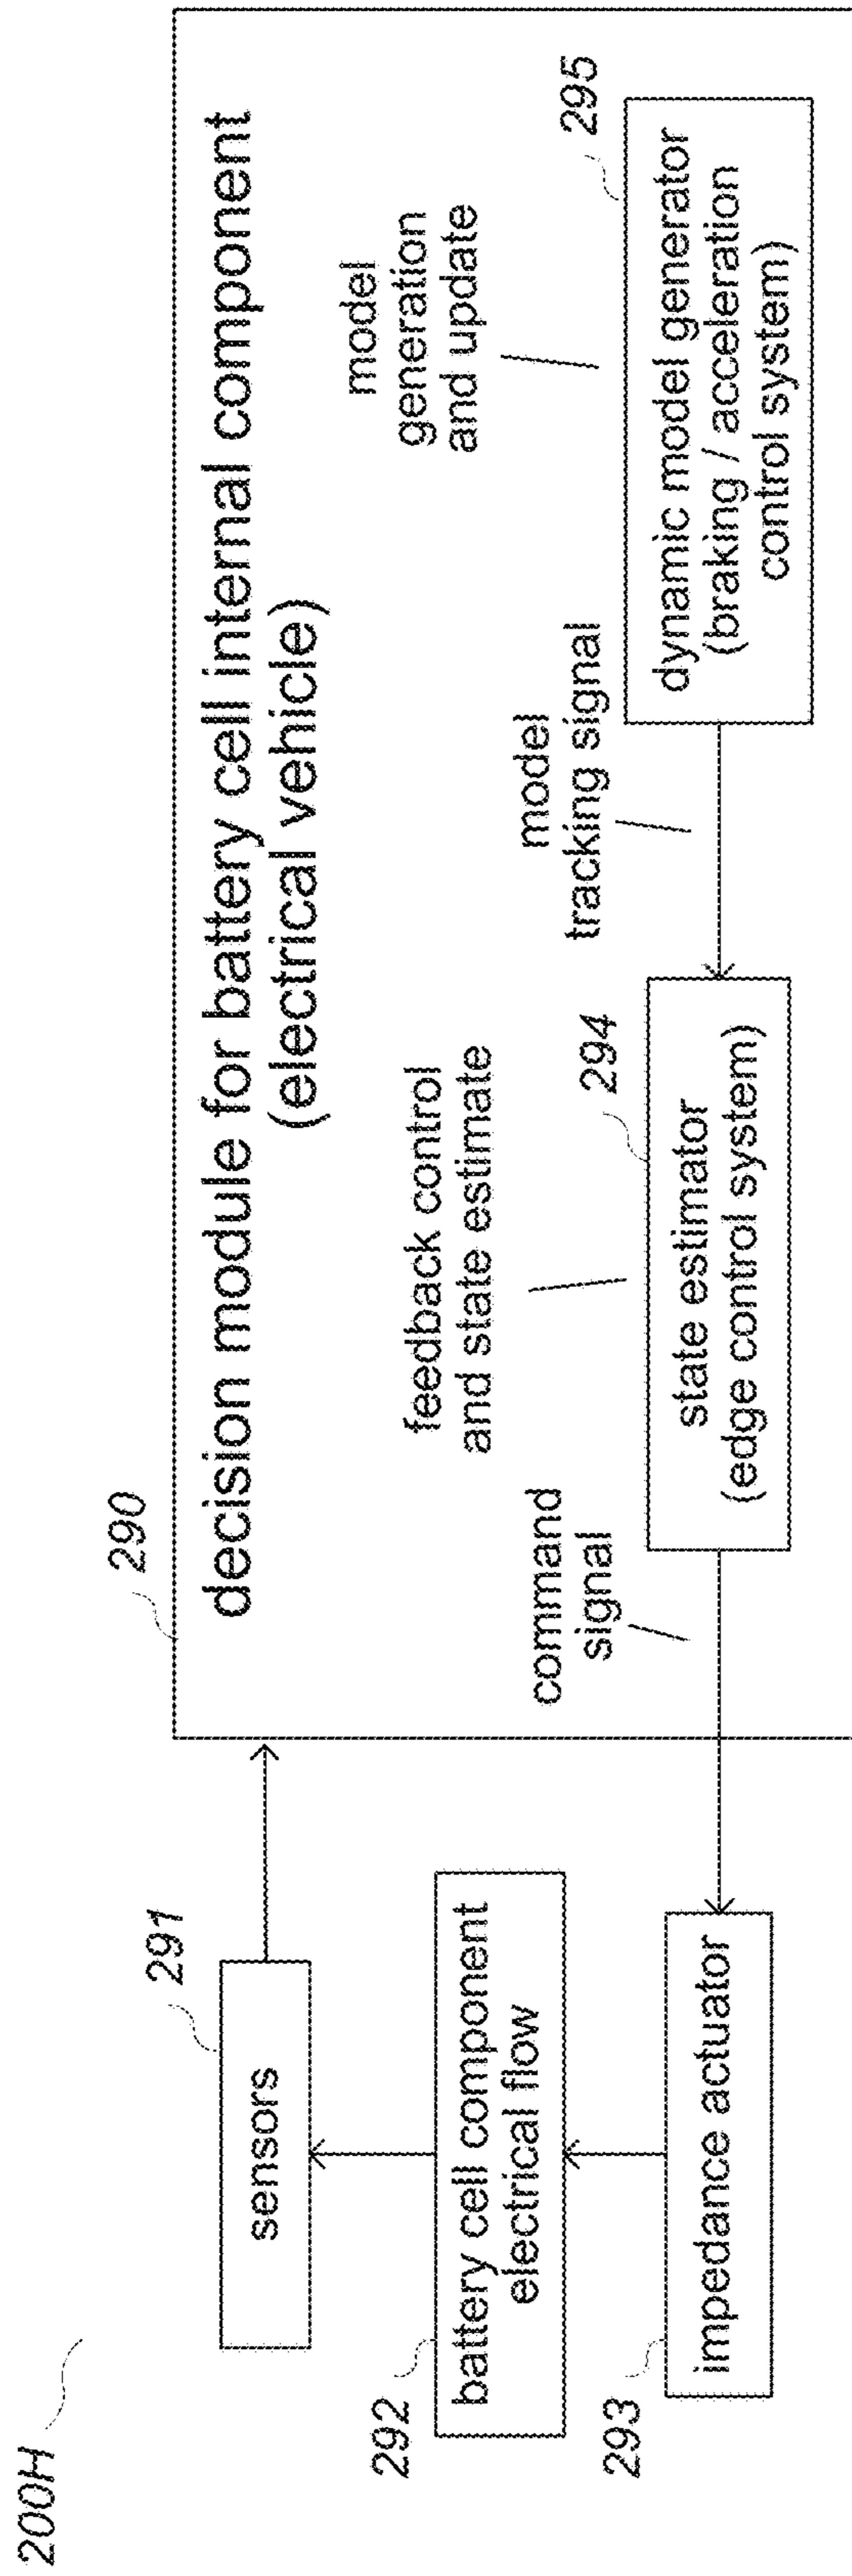 200H
290
decision module for battery cell internal component
(electrical vehicle)
291
sensors
292
battery cell component
electrical flow
293
impedance actuator
command
signal
feedback control
and state estimate
294
state estimator
(edge control system)
model
tracking signal
model
generation
and update
295
dynamic model generator
(braking / acceleration
control system)